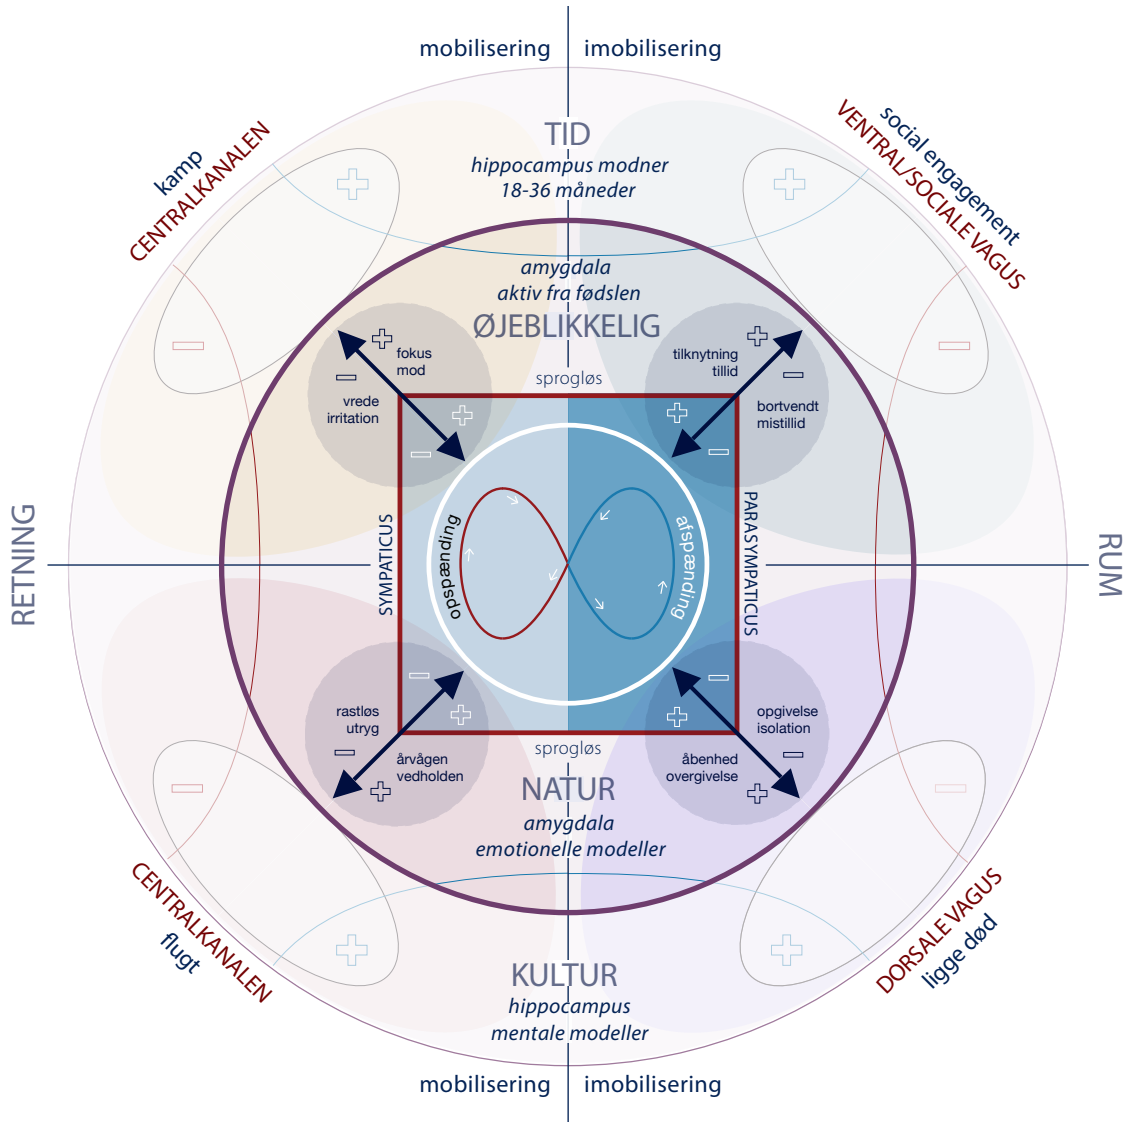 mobilisering
imobilisering
kamp
CENTRALKANALEN
social engagement
VENTRAL/SOCIALE VAGUS
TID
hippocampus modner
18-36 måneder
amygdala
aktiv fra fødslen
ØJEBLIKKELIG
sprogløs
fokus
mod
vrede
irritation
tilknytning
tillid
bortvendt
mistillid
RETNING
SYMPATICUS
opspænding
afspænding
PARASYMPATICUS
RUM
rastløs
utryg
årvågen
vedholden
opgivelse
isolation
åbenhed
overgivelse
sprogløs
NATUR
amygdala
emotionelle modeller
CENTRALKANALEN
flugt
DORSALE VAGUS
ligge død
KULTUR
hippocampus
mentale modeller
mobilisering
imobilisering